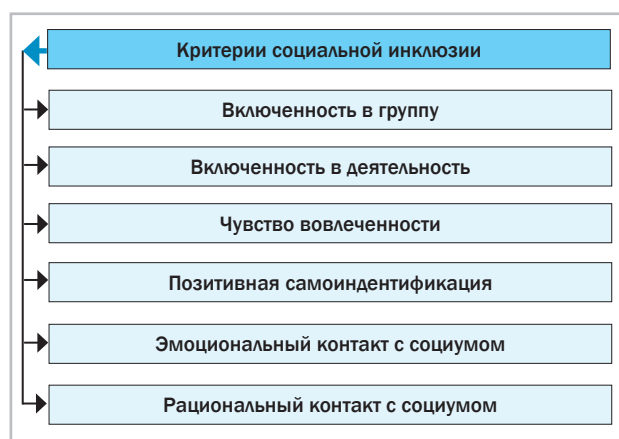 Критерии социальной инклюзии
Включенность в группу
Включенность в деятельность
Чувство вовлеченности
Позитивная самоиндентификация
Эмоциональный контакт с социумом
Рациональный контакт с социумом